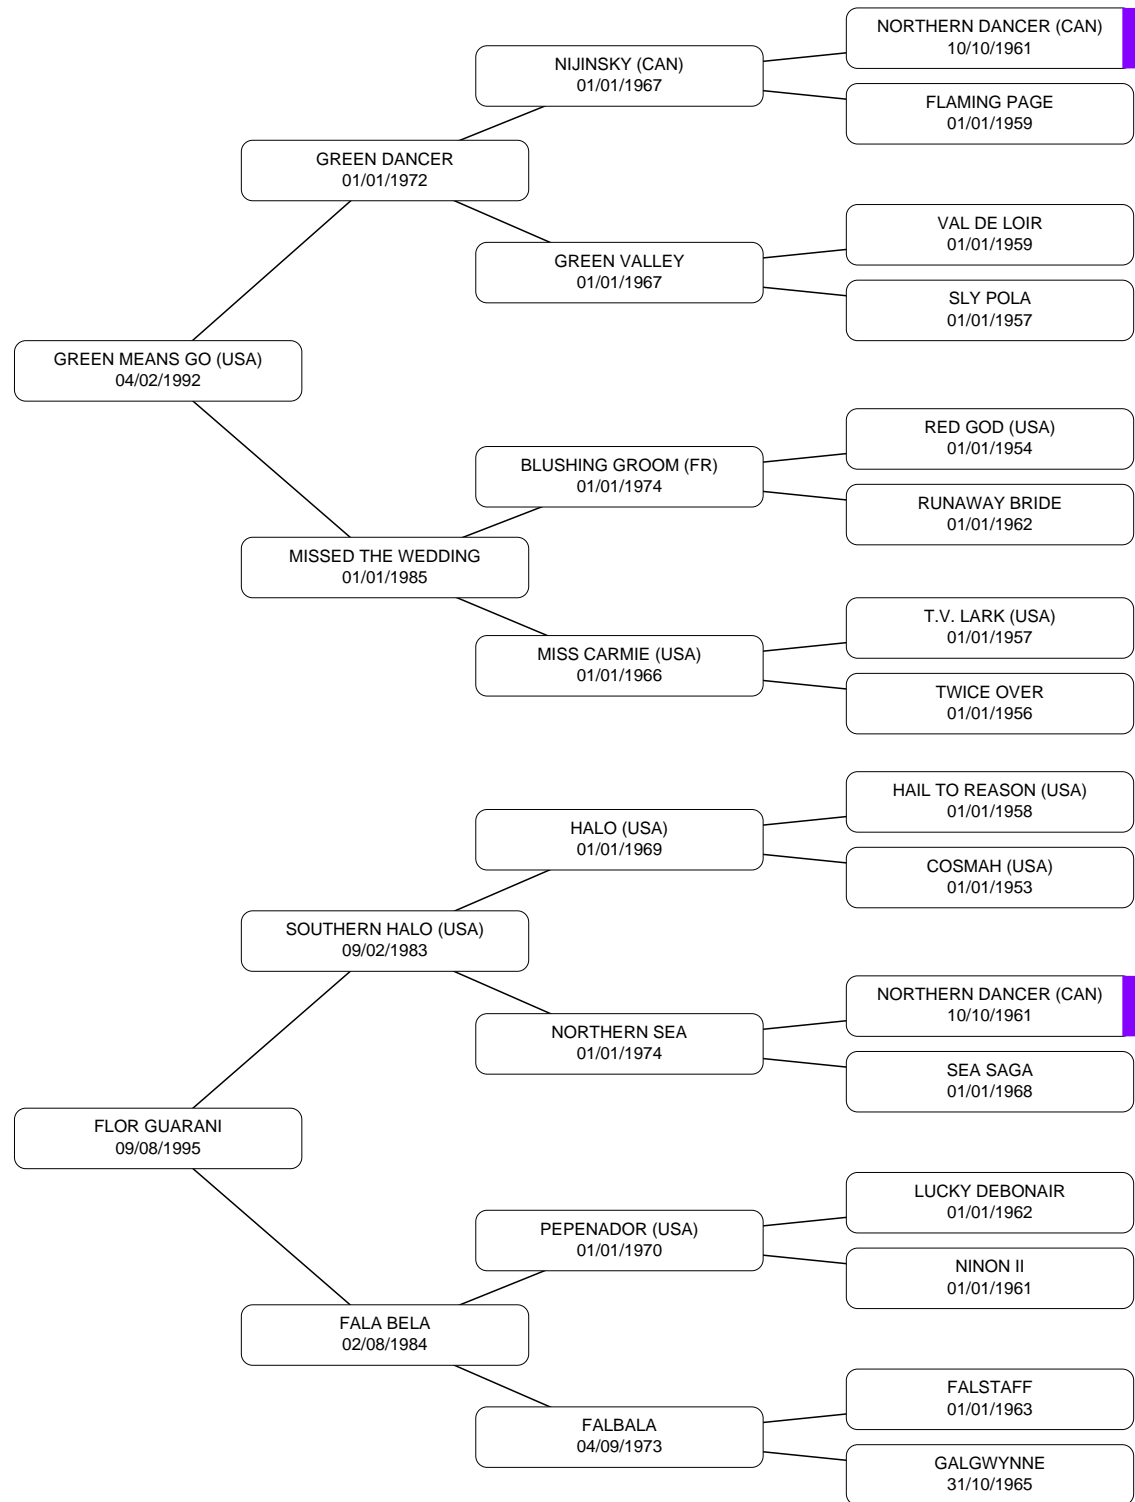 NORTHERN DANCER (CAN)
10/10/1961
NIJINSKY (CAN)
01/01/1967
FLAMING PAGE
01/01/1959
GREEN DANCER
01/01/1972
VAL DE LOIR
01/01/1959
GREEN VALLEY
01/01/1967
SLY POLA
01/01/1957
GREEN MEANS GO (USA)
04/02/1992
RED GOD (USA)
01/01/1954
BLUSHING GROOM (FR)
01/01/1974
RUNAWAY BRIDE
01/01/1962
MISSED THE WEDDING
01/01/1985
T.V. LARK (USA)
01/01/1957
MISS CARMIE (USA)
01/01/1966
TWICE OVER
01/01/1956
HAIL TO REASON (USA)
01/01/1958
HALO (USA)
01/01/1969
COSMAH (USA)
01/01/1953
SOUTHERN HALO (USA)
09/02/1983
NORTHERN DANCER (CAN)
10/10/1961
NORTHERN SEA
01/01/1974
SEA SAGA
01/01/1968
FLOR GUARANI
09/08/1995
LUCKY DEBONAIR
01/01/1962
PEPENADOR (USA)
01/01/1970
NINON II
01/01/1961
FALA BELA
02/08/1984
FALSTAFF
01/01/1963
FALBALA
04/09/1973
GALGWYNNE
31/10/1965